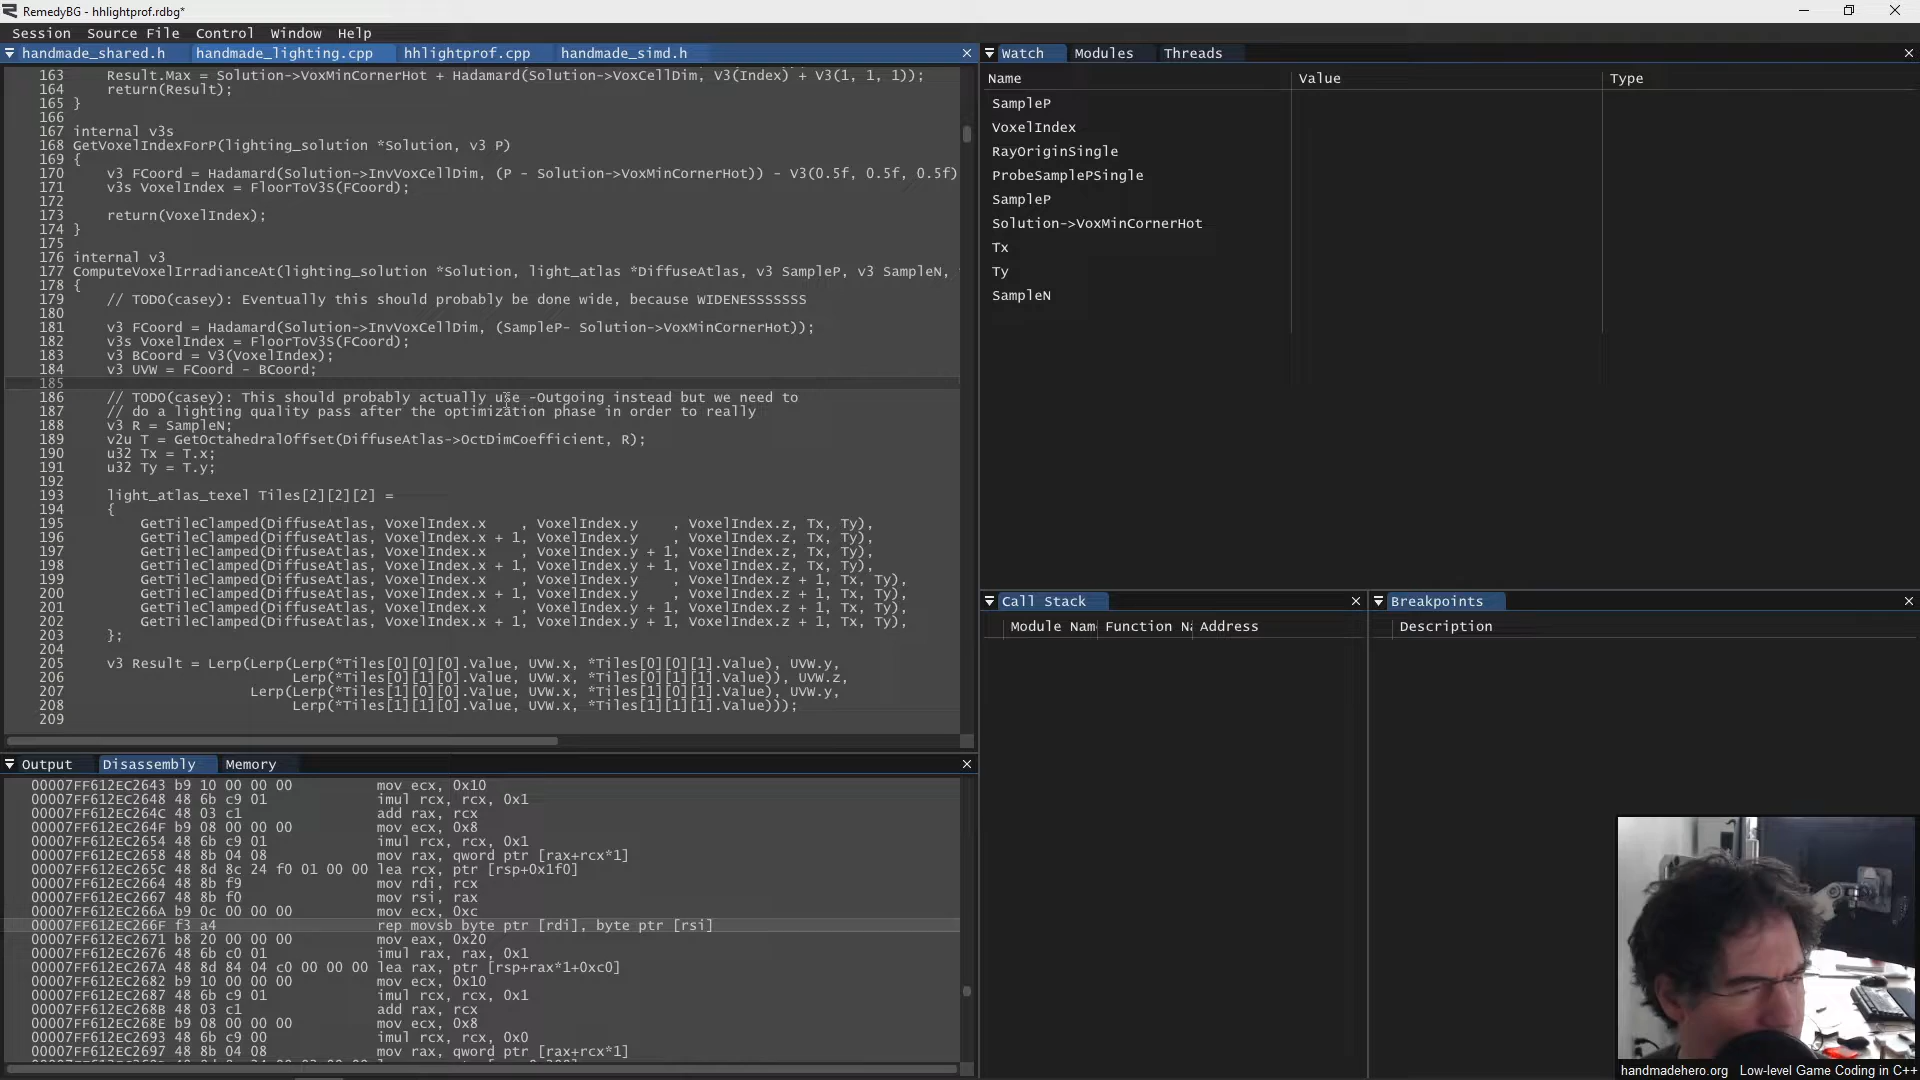 RemedyBG - hhlightprof.rdbg*
Session Source File Control Window Help
handmade_shared.h handmade_lighting.cpp hhlightprof.cpp handmade_simd.h
163 Result.Max = Solution->VoxMinCornerHot + Hadamard(Solution->VoxCellDim, V3(Index) + V3(1, 1, 1));
164 return(Result);
165 }
166
167 internal v3s
168 GetVoxelIndexForP(lighting_solution *Solution, v3 P)
169 {
170 v3 FCoord = Hadamard(Solution->InvVoxCellDim, (P - Solution->VoxMinCornerHot)) - V3(0.5f, 0.5f, 0.5f)
171 v3s VoxelIndex = FloorToV3S(FCoord);
172
173 return(VoxelIndex);
174 }
175
176 internal v3
177 ComputeVoxelIrradianceAt(lighting_solution *Solution, light_atlas *DiffuseAtlas, v3 SampleP, v3 SampleN,
178 {
179 // TODO(casey): Eventually this should probably be done wide, because WIDENESSSSSSS
180
181 v3 FCoord = Hadamard(Solution->InvVoxCellDim, (SampleP- Solution->VoxMinCornerHot));
182 v3s VoxelIndex = FloorToV3S(FCoord);
183 v3 BCoord = V3(VoxelIndex);
184 v3 UVW = FCoord - BCoord;
185
186 // TODO(casey): This should probably actually use -Outgoing instead but we need to
187 // do a lighting quality pass after the optimization phase in order to really
188 v3 R = SampleN;
189 v2u T = GetOctahedralOffset(DiffuseAtlas->OctDimCoefficient, R);
190 u32 Tx = T.x;
191 u32 Ty = T.y;
192
193 light_atlas_texel Tiles[2][2][2] =
194 {
195 GetTileClamped(DiffuseAtlas, VoxelIndex.x    , VoxelIndex.y    , VoxelIndex.z, Tx, Ty),
196 GetTileClamped(DiffuseAtlas, VoxelIndex.x + 1, VoxelIndex.y    , VoxelIndex.z, Tx, Ty),
197 GetTileClamped(DiffuseAtlas, VoxelIndex.x    , VoxelIndex.y + 1, VoxelIndex.z, Tx, Ty),
198 GetTileClamped(DiffuseAtlas, VoxelIndex.x + 1, VoxelIndex.y + 1, VoxelIndex.z, Tx, Ty),
199 GetTileClamped(DiffuseAtlas, VoxelIndex.x    , VoxelIndex.y    , VoxelIndex.z + 1, Tx, Ty),
200 GetTileClamped(DiffuseAtlas, VoxelIndex.x + 1, VoxelIndex.y    , VoxelIndex.z + 1, Tx, Ty),
201 GetTileClamped(DiffuseAtlas, VoxelIndex.x    , VoxelIndex.y + 1, VoxelIndex.z + 1, Tx, Ty),
202 GetTileClamped(DiffuseAtlas, VoxelIndex.x + 1, VoxelIndex.y + 1, VoxelIndex.z + 1, Tx, Ty),
203 };
204
205 v3 Result = Lerp(Lerp(Lerp(*Tiles[0][0][0].Value, UVW.x, *Tiles[0][0][1].Value), UVW.y,
206 Lerp(*Tiles[0][1][0].Value, UVW.x, *Tiles[0][1][1].Value)), UVW.z,
207 Lerp(Lerp(*Tiles[1][0][0].Value, UVW.x, *Tiles[1][0][1].Value), UVW.y,
208 Lerp(*Tiles[1][1][0].Value, UVW.x, *Tiles[1][1][1].Value)));
209
Output Disassembly Memory
00007FF612EC2643 b9 10 00 00 00 mov ecx, 0x10
00007FF612EC2648 48 6b c9 01 imul rcx, rcx, 0x1
00007FF612EC264C 48 03 c1 add rax, rcx
00007FF612EC264F b9 08 00 00 00 mov ecx, 0x8
00007FF612EC2654 48 6b c9 01 imul rcx, rcx, 0x1
00007FF612EC2658 48 8b 04 08 mov rax, qword ptr [rax+rcx*1]
00007FF612EC265C 48 8d 8c 24 f0 01 00 00 lea rcx, ptr [rsp+0x1f0]
00007FF612EC2664 48 8b f9 mov rdi, rcx
00007FF612EC2667 48 8b f0 mov rsi, rax
00007FF612EC266A b9 0c 00 00 00 mov ecx, 0xc
00007FF612EC266F f3 a4 rep movsb byte ptr [rdi], byte ptr [rsi]
00007FF612EC2671 b8 20 00 00 00 mov eax, 0x20
00007FF612EC2676 48 6b c0 01 imul rax, rax, 0x1
00007FF612EC267A 48 8d 84 04 c0 00 00 00 lea rax, ptr [rsp+rax*1+0xc0]
00007FF612EC2682 b9 10 00 00 00 mov ecx, 0x10
00007FF612EC2687 48 6b c9 01 imul rcx, rcx, 0x1
00007FF612EC268B 48 03 c1 add rax, rcx
00007FF612EC268E b9 08 00 00 00 mov ecx, 0x8
00007FF612EC2693 48 6b c9 00 imul rcx, rcx, 0x0
00007FF612EC2697 48 8b 04 08 mov rax, qword ptr [rax+rcx*1]
Watch Modules Threads
Name Value Type
SampleP
VoxelIndex
RayOriginSingle
ProbeSamplePSingle
SampleP
Solution->VoxMinCornerHot
Tx
Ty
SampleN
Call Stack
Module Nam Function Na Address
Breakpoints
Description
handmadehero.org Low-level Game Coding in C++